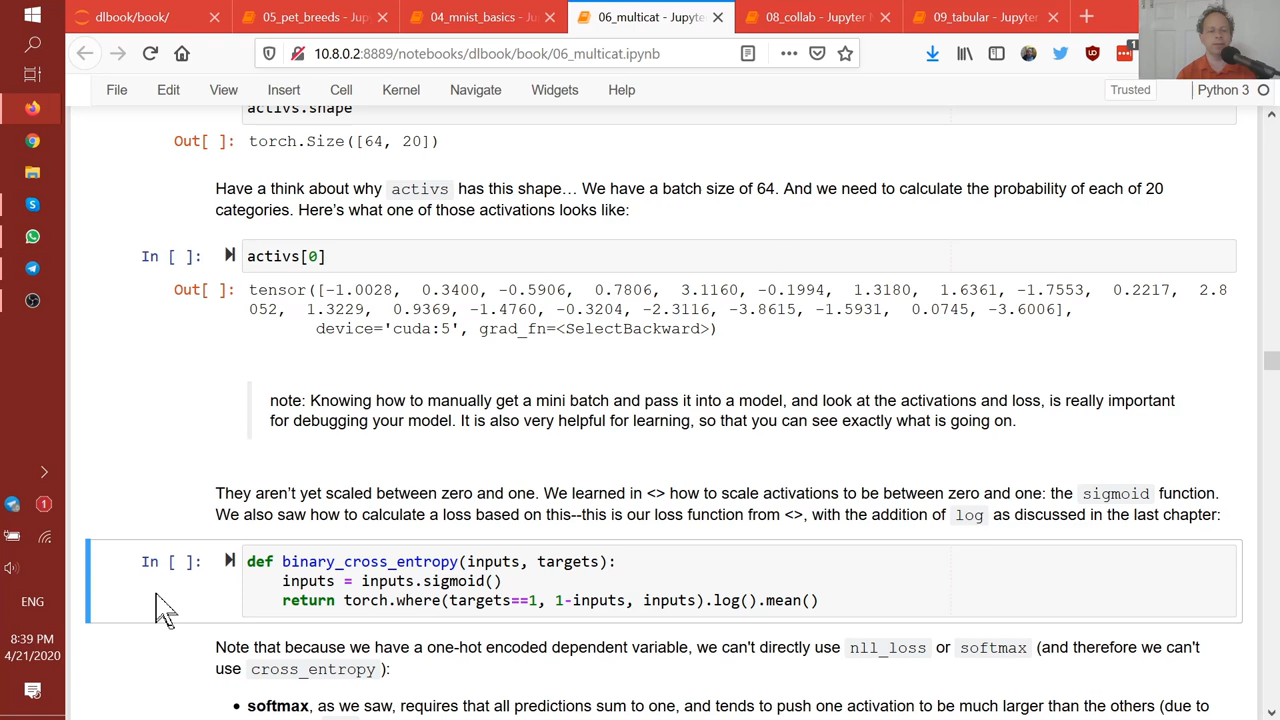 dlbook/book/
05_pet_breeds - Jup
04_mnist_basics - Ju
06_multicat - Jupyter
08_collab - Jupyter
09_tabular - Jupyte
10.8.0.2:8889/notebooks/dlbook/book/06_multicat.ipynb
1
File Edit View Insert Cell Kernel Navigate Widgets Help
Trusted
Python 3
activs.shape
Out[ ]: torch.Size([64, 20])
Have a think about why activs has this shape… We have a batch size of 64. And we need to calculate the probability of each of 20
categories. Here’s what one of those activations looks like:
In [ ]: activs[0]
Out[ ]: tensor([-1.0028, 0.3400, -0.5906, 0.7806, 3.1160, -0.1994, 1.3180, 1.6361, -1.7553, 0.2217, 2.8
052, 1.3229, 0.9369, -1.4760, -0.3204, -2.3116, -3.8615, -1.5931, 0.0745, -3.6006],
device='cuda:5', grad_fn=<SelectBackward>)
note: Knowing how to manually get a mini batch and pass it into a model, and look at the activations and loss, is really important
for debugging your model. It is also very helpful for learning, so that you can see exactly what is going on.
They aren’t yet scaled between zero and one. We learned in <> how to scale activations to be between zero and one: the sigmoid function.
We also saw how to calculate a loss based on this--this is our loss function from <>, with the addition of log as discussed in the last chapter:
In [ ]: def binary_cross_entropy(inputs, targets):
inputs = inputs.sigmoid()
return torch.where(targets==1, 1-inputs, inputs).log().mean()
Note that because we have a one-hot encoded dependent variable, we can't directly use nll_loss or softmax (and therefore we can't
use cross_entropy ):
• softmax, as we saw, requires that all predictions sum to one, and tends to push one activation to be much larger than the others (due to
1
ENG
8:39 PM
4/21/2020